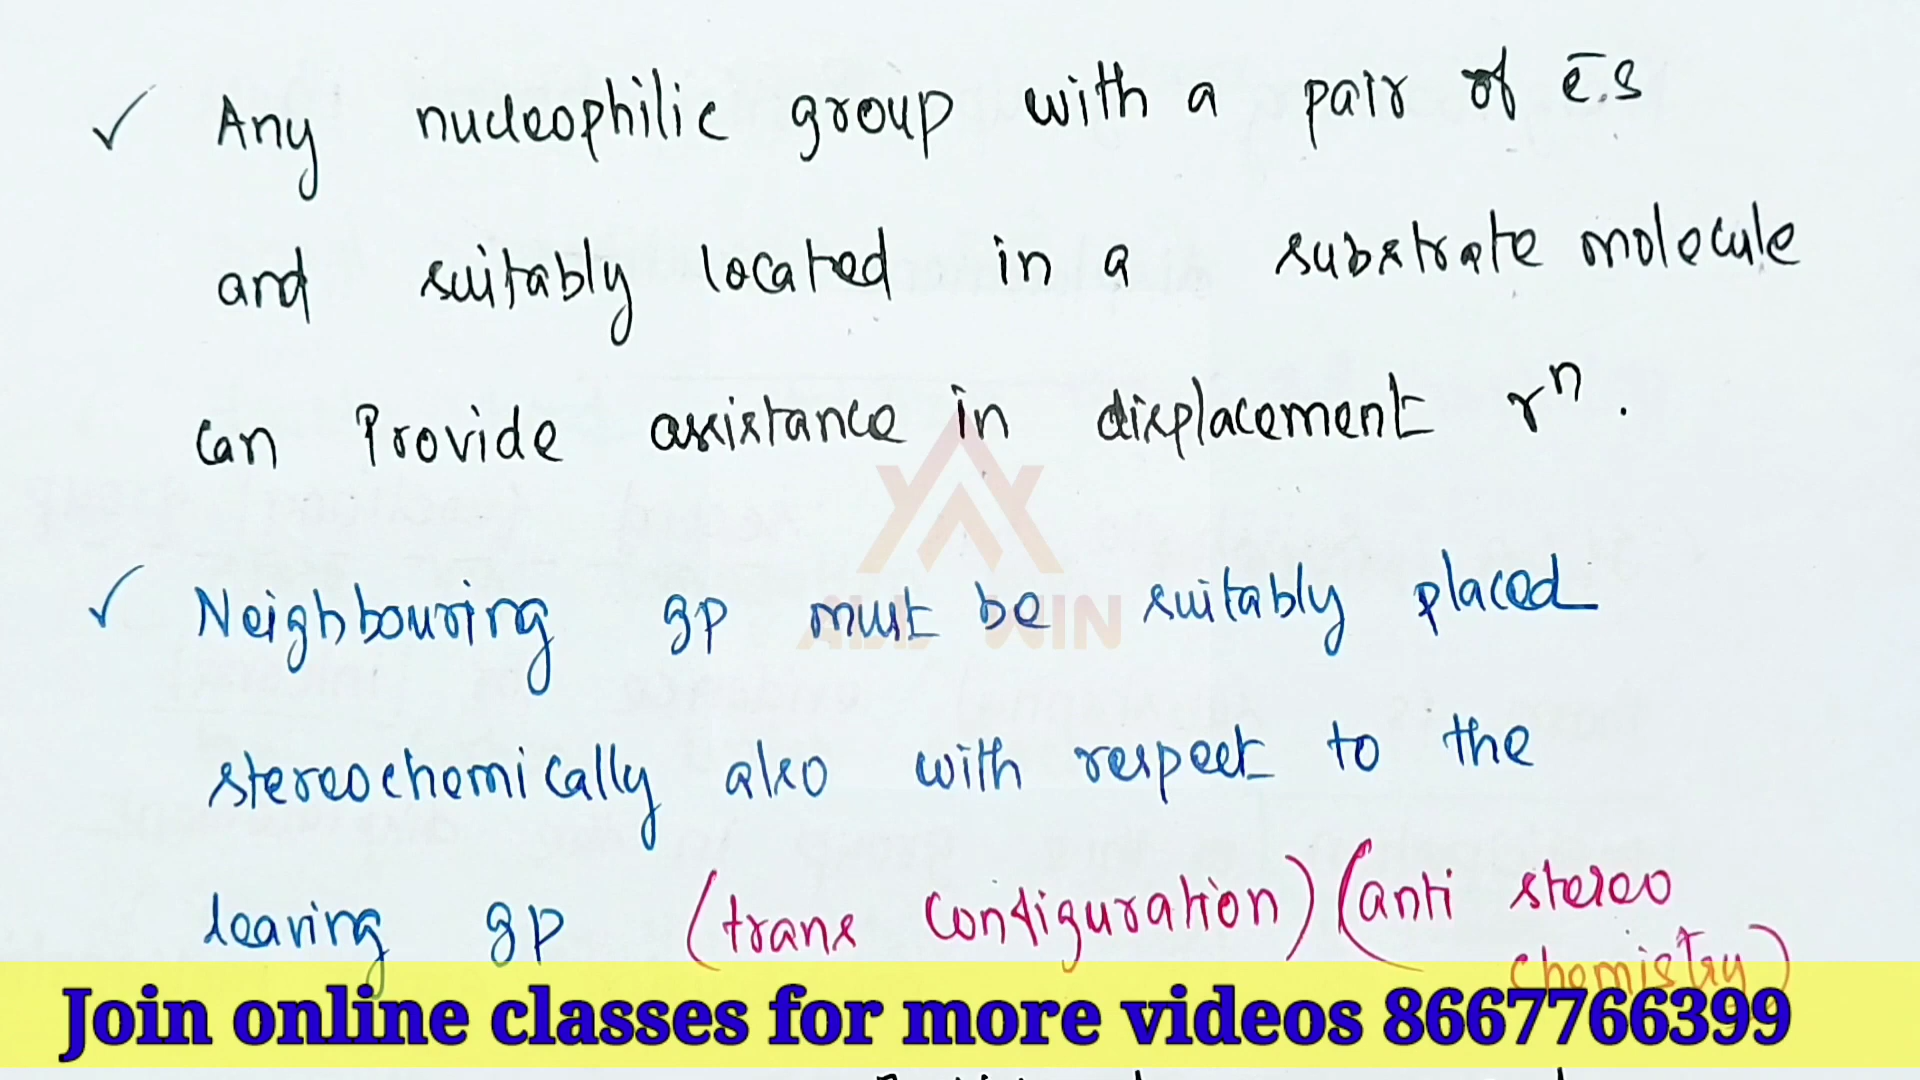 ✓ Any nucleophilic group with a pair of e̅.s
and suitably located in a substrate molecule
can Provide assistance in displacement rⁿ.
✓ Neighbouring gp must be suitably placed
stereochemically also with respect to the
leaving gp (trans configuration) (anti stereo
chemistry)
ALL WIN
Join online classes for more videos 8667766399